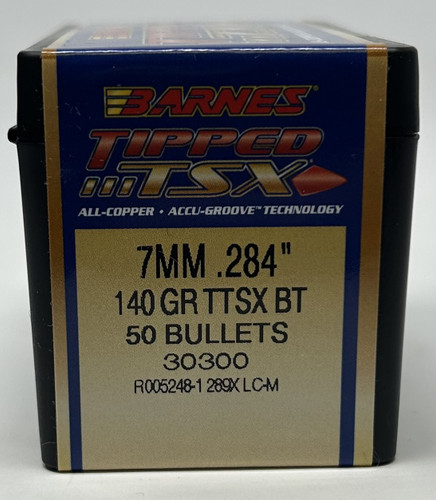 BARNES®
TIPPED
TSX®
ALL-COPPER • ACCU-GROOVE™ TECHNOLOGY
7MM .284"
140 GR TTSX BT
50 BULLETS
30300
R005248-1 289X LC-M